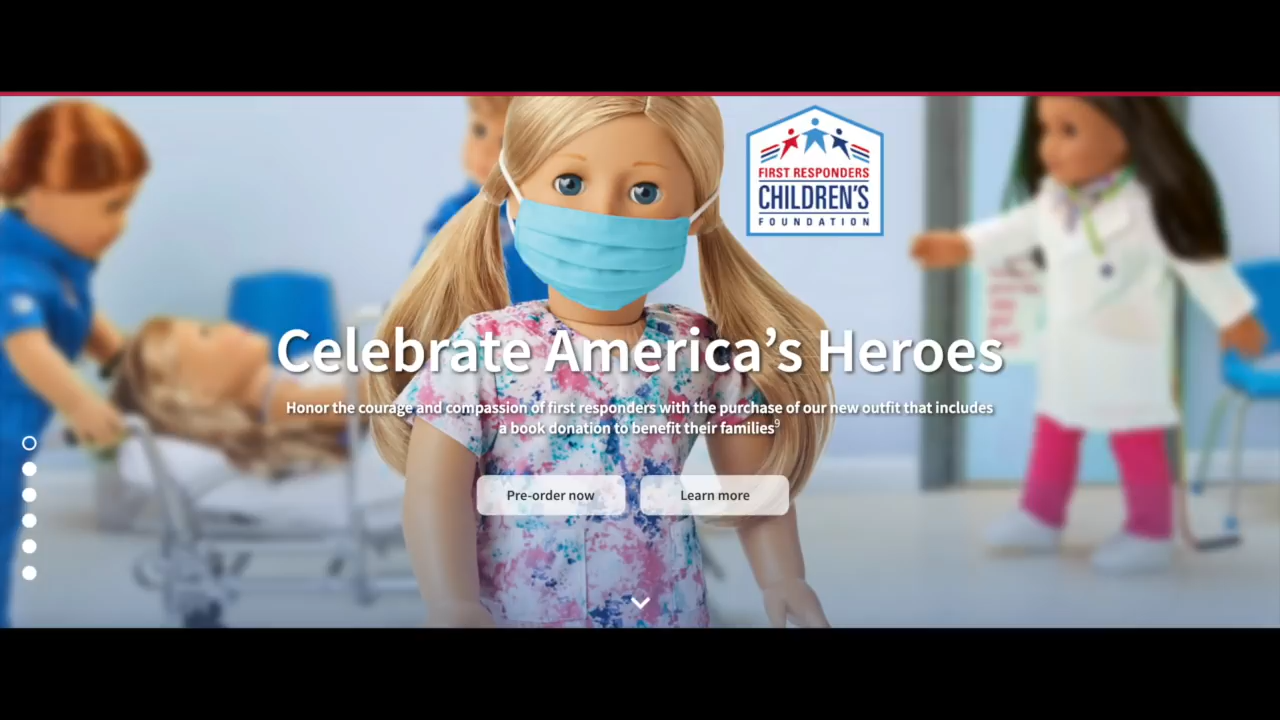 FIRST RESPONDERS
CHILDREN'S
FOUNDATION
Celebrate America’s Heroes
Honor the courage and compassion of first responders with the purchase of our new outfit that includes
a book donation to benefit their families9
Pre-order now
Learn more